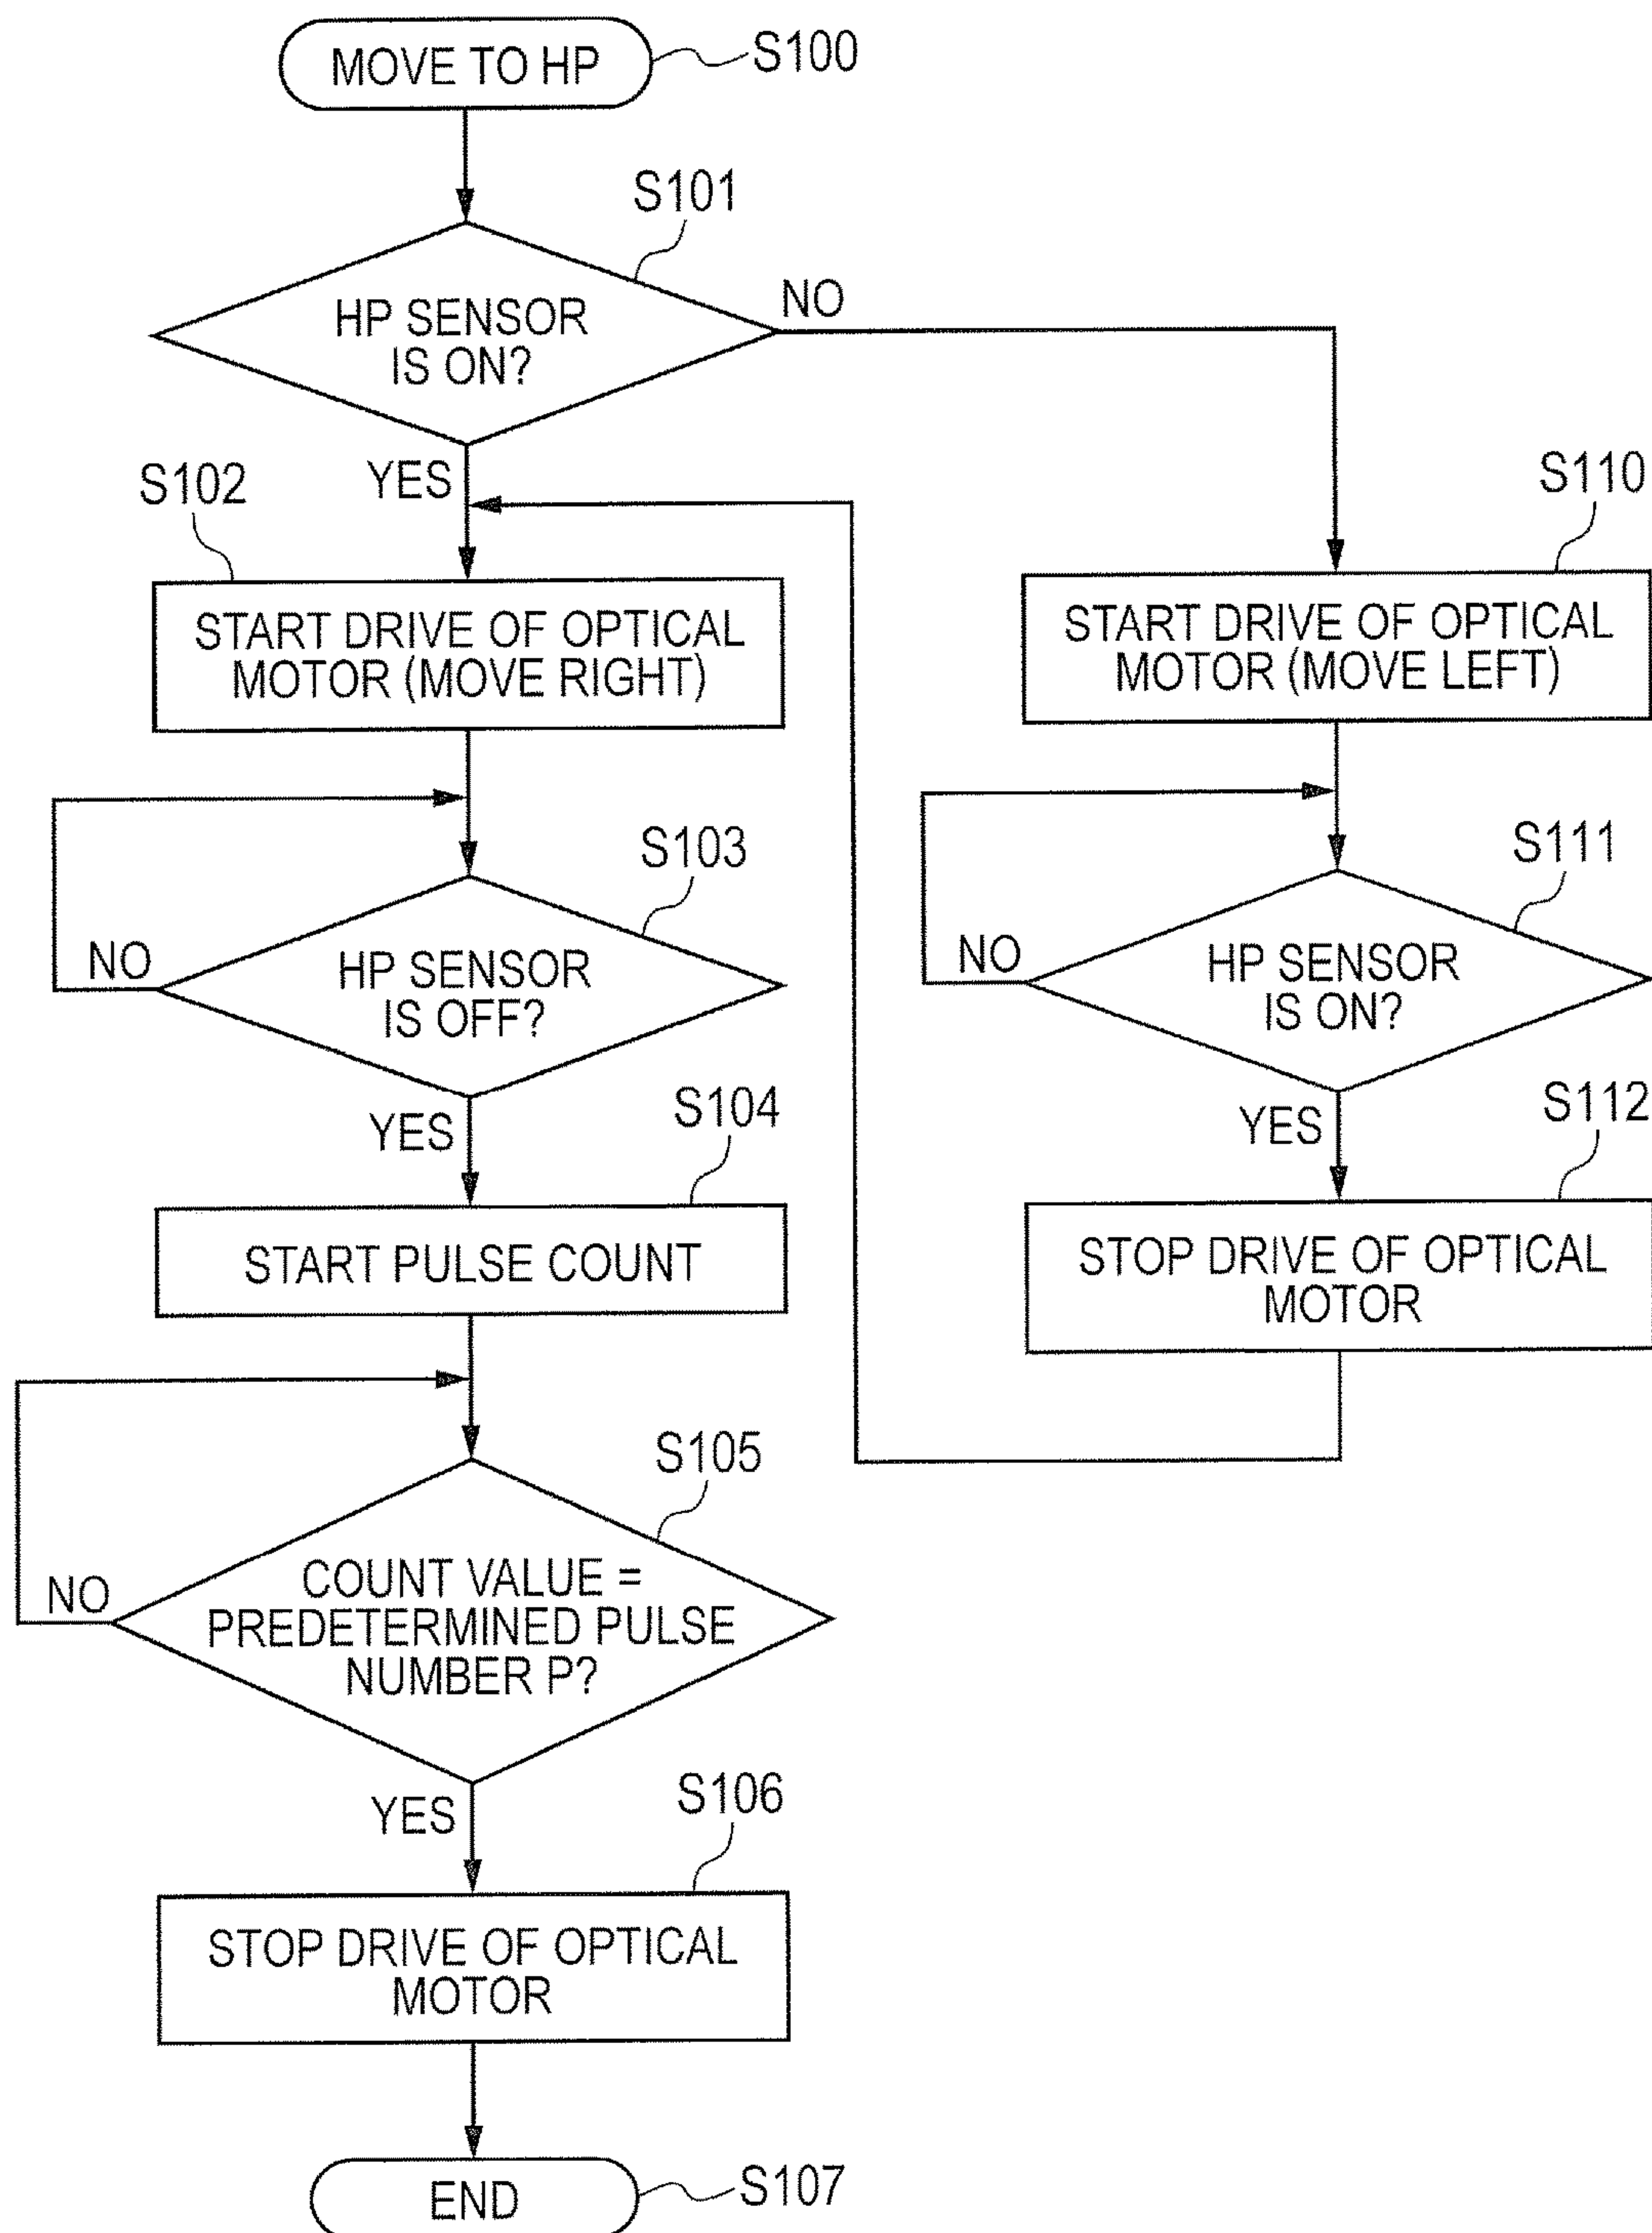 MOVE TO HP
S100
S101
HP SENSOR
IS ON?
NO
YES
S102
START DRIVE OF OPTICAL
MOTOR (MOVE RIGHT)
S103
HP SENSOR
IS OFF?
NO
YES
S104
START PULSE COUNT
S105
COUNT VALUE =
PREDETERMINED PULSE
NUMBER P?
NO
YES
S106
STOP DRIVE OF OPTICAL
MOTOR
END
S107
S110
START DRIVE OF OPTICAL
MOTOR (MOVE LEFT)
S111
HP SENSOR
IS ON?
NO
YES
S112
STOP DRIVE OF OPTICAL
MOTOR